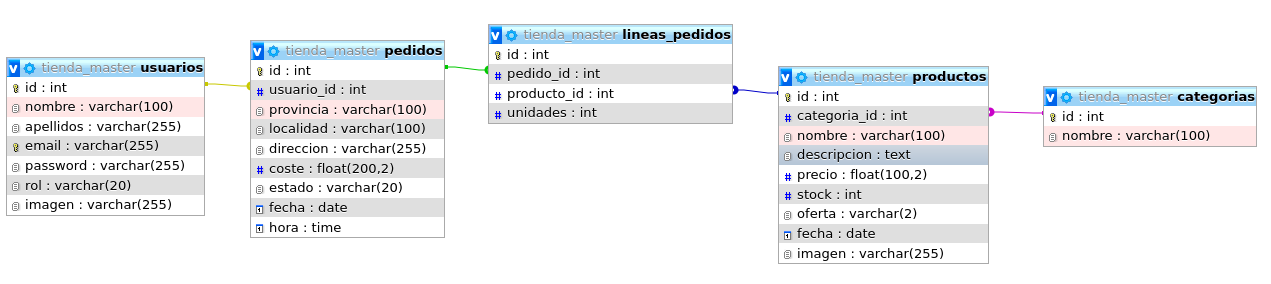 v tienda_master usuarios
id : int
nombre : varchar(100)
apellidos : varchar(255)
email : varchar(255)
password : varchar(255)
rol : varchar(20)
imagen : varchar(255)
v tienda_master pedidos
id : int
# usuario_id : int
provincia : varchar(100)
localidad : varchar(100)
direccion : varchar(255)
# coste : float(200,2)
estado : varchar(20)
fecha : date
hora : time
v tienda_master lineas_pedidos
id : int
# pedido_id : int
# producto_id : int
# unidades : int
v tienda_master productos
id : int
# categoria_id : int
nombre : varchar(100)
descripcion : text
# precio : float(100,2)
# stock : int
oferta : varchar(2)
fecha : date
imagen : varchar(255)
v tienda_master categorias
id : int
nombre : varchar(100)